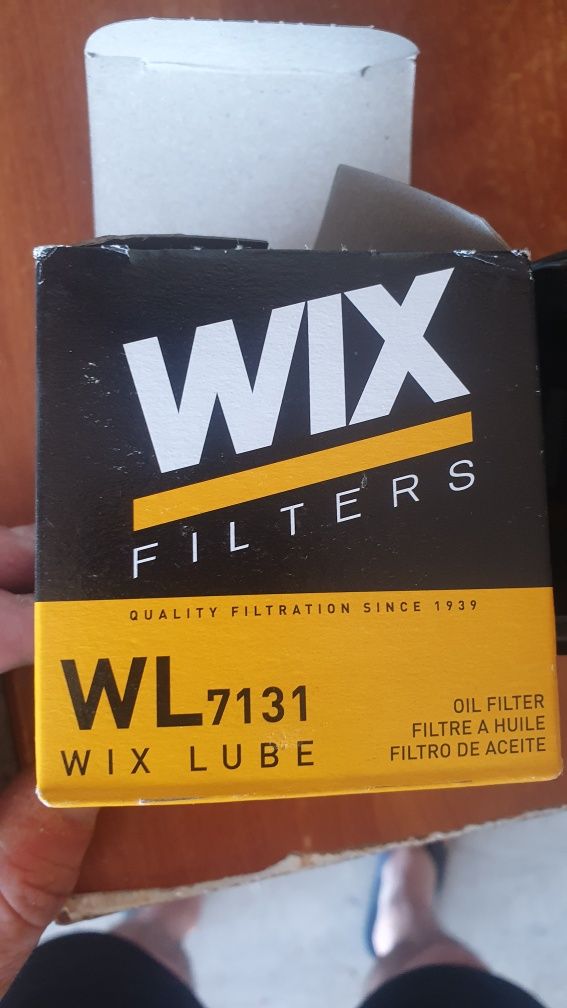 WIX
FILTERS
QUALITY FILTRATION SINCE 1939
WL7131
WIX LUBE
OIL FILTER
FILTRE A HUILE
FILTRO DE ACEITE